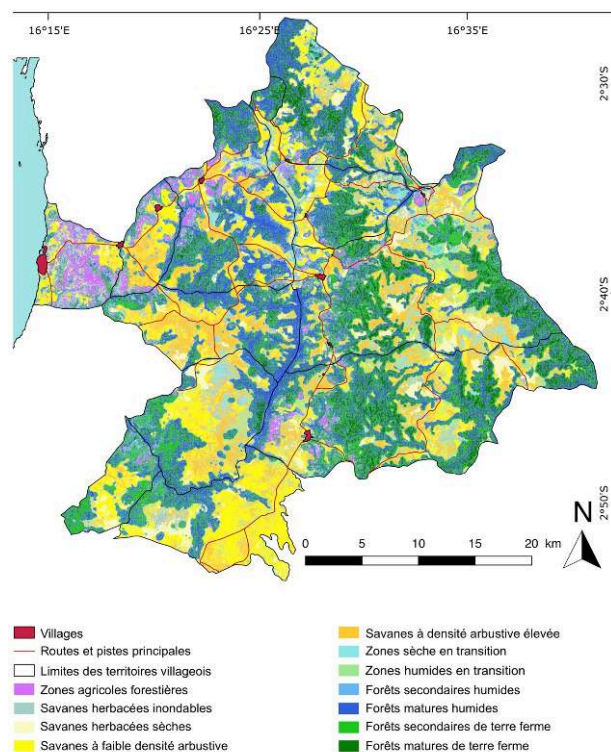 16°15'E 16°25'E 16°35'E
2°30'S
2°40'S
2°50'S
N
0 5 10 15 20 km
Villages
Routes et pistes principales
Limites des territoires villageois
Zones agricoles forestières
Savanes herbacées inondables
Savanes herbacées sèches
Savanes à faible densité arbustive
Savanes à densité arbustive élevée
Zones sèche en transition
Zones humides en transition
Forêts secondaires humides
Forêts matures humides
Forêts secondaires de terre ferme
Forêts matures de terre ferme